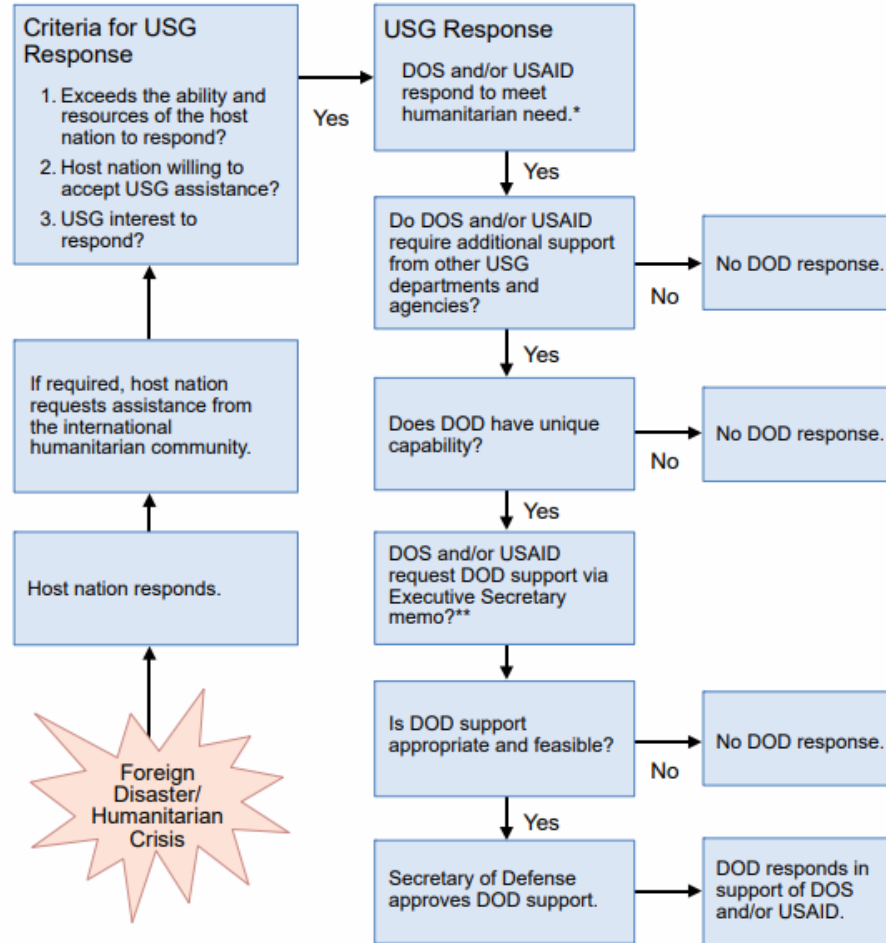 Criteria for USG
Response
1. Exceeds the ability and
resources of the host
nation to respond?
2. Host nation willing to
accept USG assistance?
3. USG interest to
respond?
Yes
USG Response
DOS and/or USAID
respond to meet
humanitarian need.*
Yes
Do DOS and/or USAID
require additional support
from other USG
departments and
agencies?
No
No DOD response.
Yes
If required, host nation
requests assistance from
the international
humanitarian community.
Does DOD have unique
capability?
No
No DOD response.
Yes
Host nation responds.
DOS and/or USAID
request DOD support via
Executive Secretary
memo?**
Foreign
Disaster/
Humanitarian
Crisis
Is DOD support
appropriate and feasible?
No
No DOD response.
Yes
Secretary of Defense
approves DOD support.
DOD responds in
support of DOS
and/or USAID.